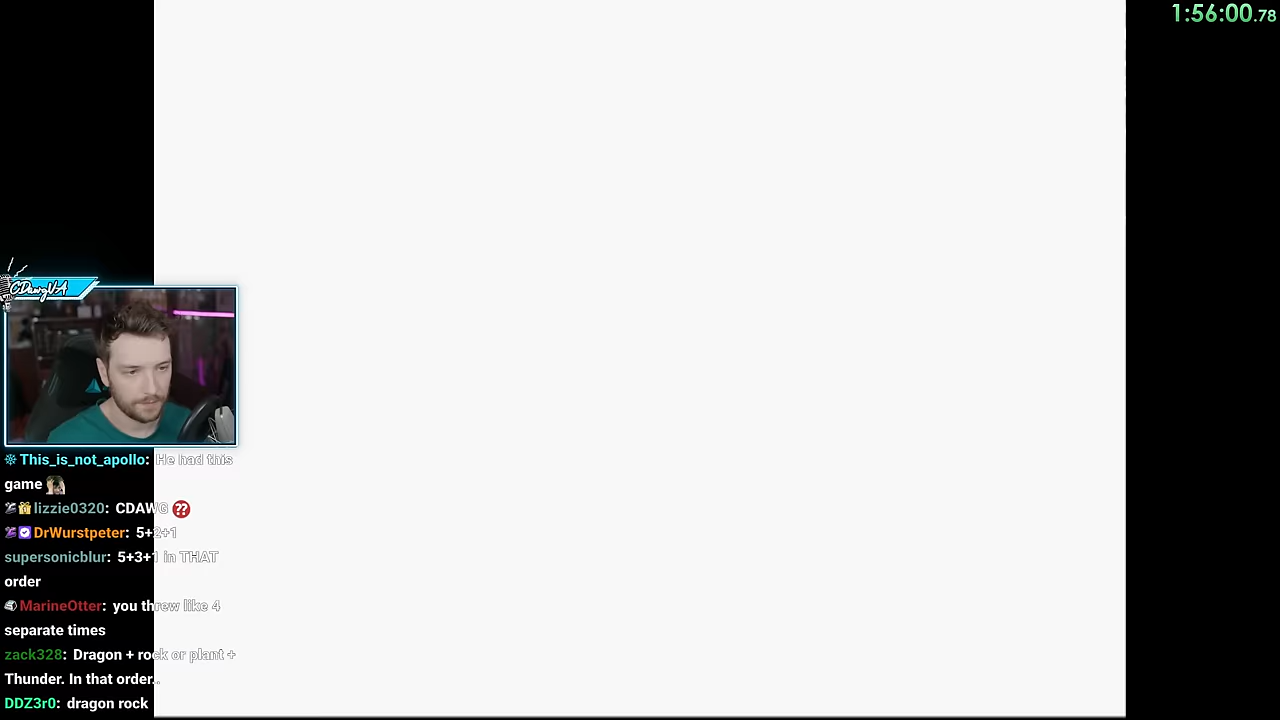 1:56:00.78
CDawgVA
This_is_not_apollo: He had this
game
lizzie0320: CDAWG ⁇
DrWurstpeter: 5+2+1
supersonicblur: 5+3+1 in THAT
order
MarineOtter: you threw like 4
separate times
zack328: Dragon + rock or plant +
Thunder. In that order..
DDZ3r0: dragon rock